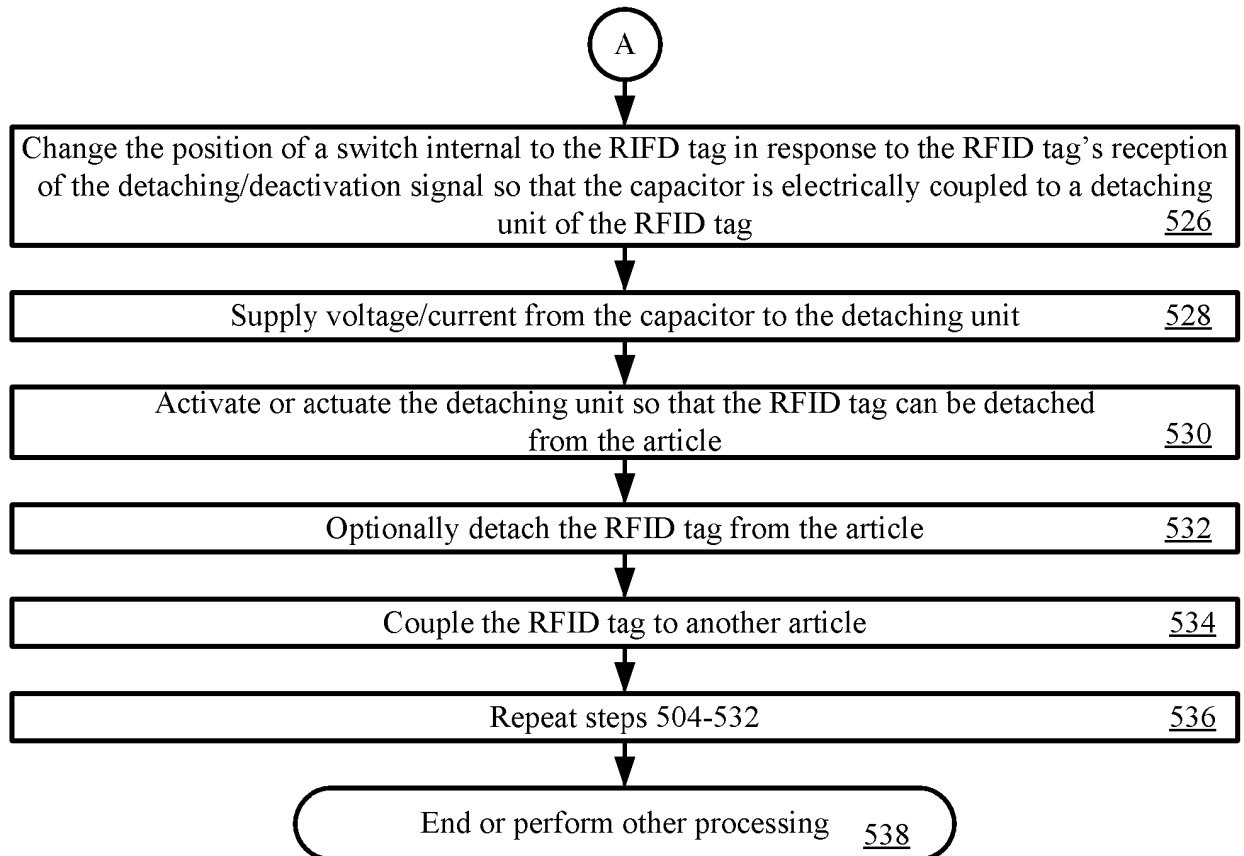 A
Change the position of a switch internal to the RIFD tag in response to the RFID tag's reception
of the detaching/deactivation signal so that the capacitor is electrically coupled to a detaching
unit of the RFID tag 526
Supply voltage/current from the capacitor to the detaching unit 528
Activate or actuate the detaching unit so that the RFID tag can be detached
from the article 530
Optionally detach the RFID tag from the article 532
Couple the RFID tag to another article 534
Repeat steps 504-532 536
End or perform other processing 538